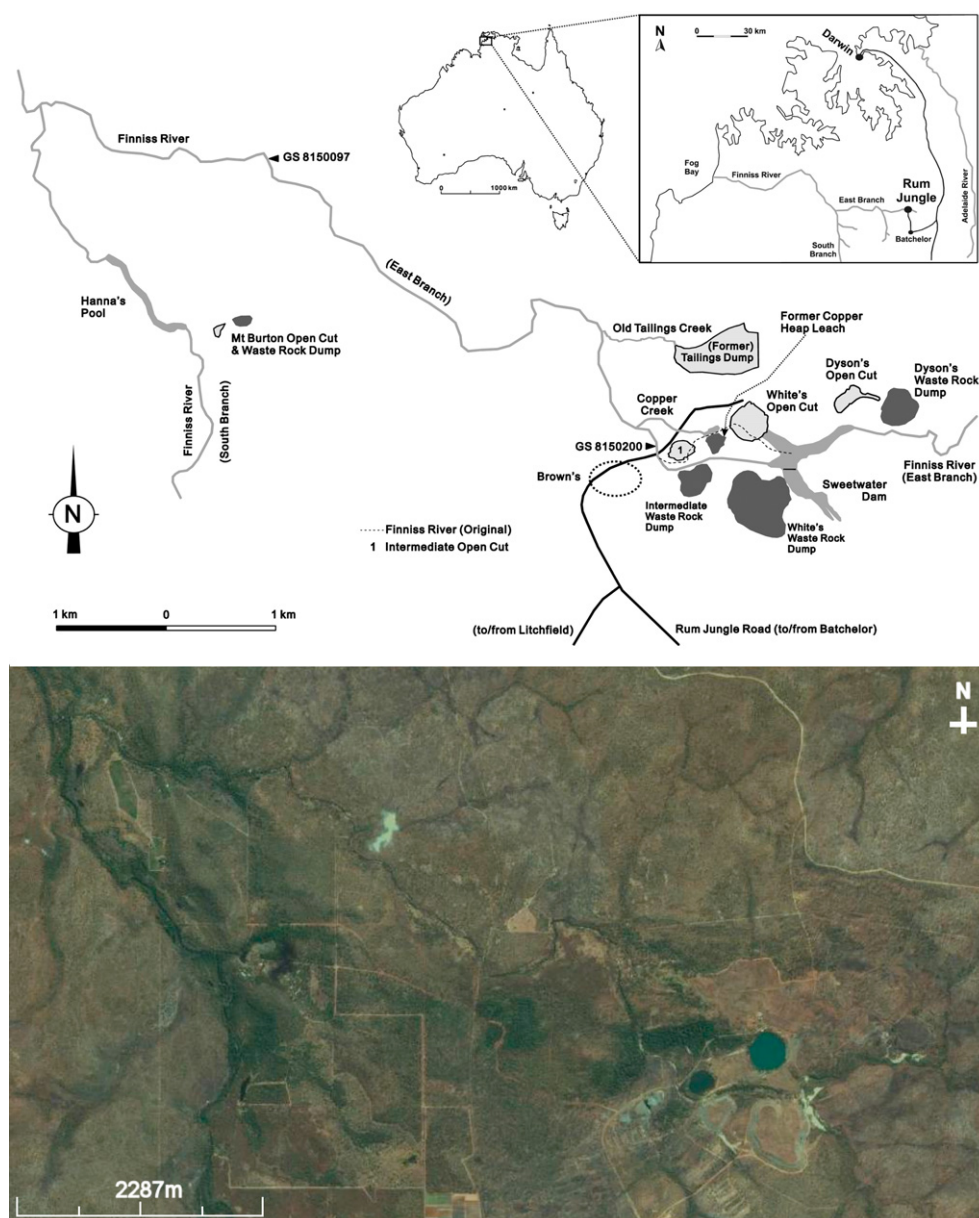 N
0 30 km
Darwin
Finniss River
GS 8150097
Fog
Bay
Finniss River
Rum
Jungle
East Branch
Adelaide River
Batchelor
South
Branch
0 1000 km
(East Branch)
Hanna's
Pool
Mt Burton Open Cut
& Waste Rock Dump
Finniss River
(South Branch)
Former Copper
Heap Leach
Old Tailings Creek
(Former)
Tailings Dump
Dyson's
Open Cut
Dyson's
Waste Rock
Dump
White's
Open Cut
Copper
Creek
GS 8150200
1
Brown's
Finniss River
(East Branch)
Sweetwater
Dam
Intermediate
Waste Rock
Dump
White's
Waste Rock
Dump
N
Finniss River (Original)
1 Intermediate Open Cut
1 km 0 1 km
(to/from Litchfield)
Rum Jungle Road (to/from Batchelor)
N
2287m